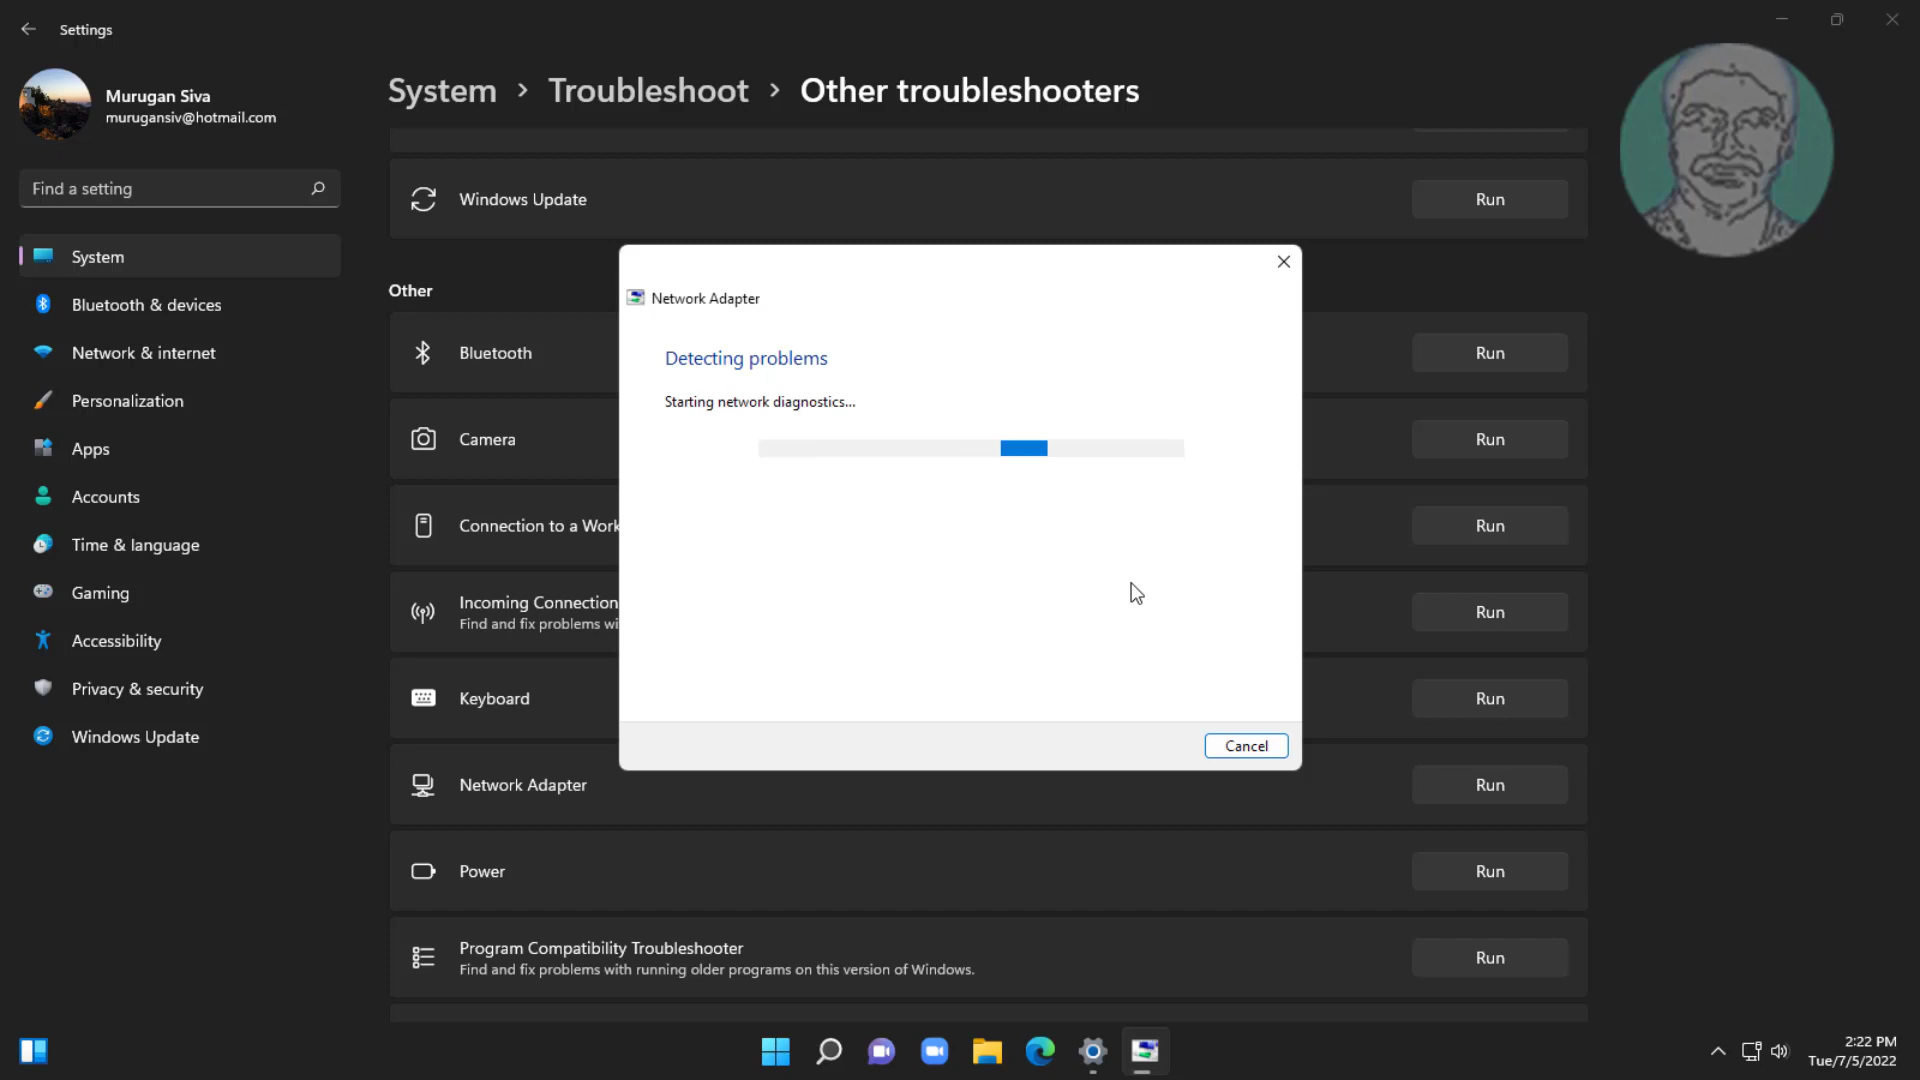 Settings
Murugan Siva
murugansiv@hotmail.com
Find a setting
System
Bluetooth & devices
Network & internet
Personalization
Apps
Accounts
Time & language
Gaming
Accessibility
Privacy & security
Windows Update
System > Troubleshoot > Other troubleshooters
Windows Update Run
Other
Bluetooth Run
Camera Run
Connection to a Work Run
Incoming Connection Run
Find and fix problems wi
Keyboard Run
Network Adapter Run
Power Run
Program Compatibility Troubleshooter Run
Find and fix problems with running older programs on this version of Windows.
Network Adapter
Detecting problems
Starting network diagnostics...
Cancel
2:22 PM
Tue/7/5/2022